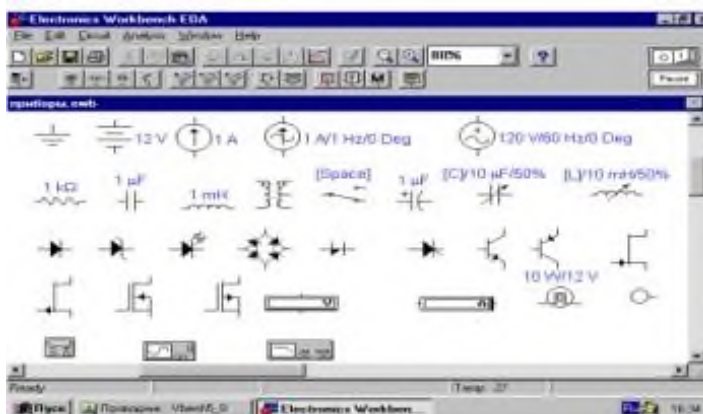 Electronics Workbench EDA
File Edit Circuit Analysis Window Help
80%
Pause
приборы.ewb
12 V 1 A 1 A/1 Hz/0 Deg 120 V/60 Hz/0 Deg
1 kΩ 1 µF 1 mH [Space] 1 µF [C]/10 µF/50% [L]/10 mH/50%
10 W/12 V
V A
Ready Temp: 27
Пуск Electronics Workben...